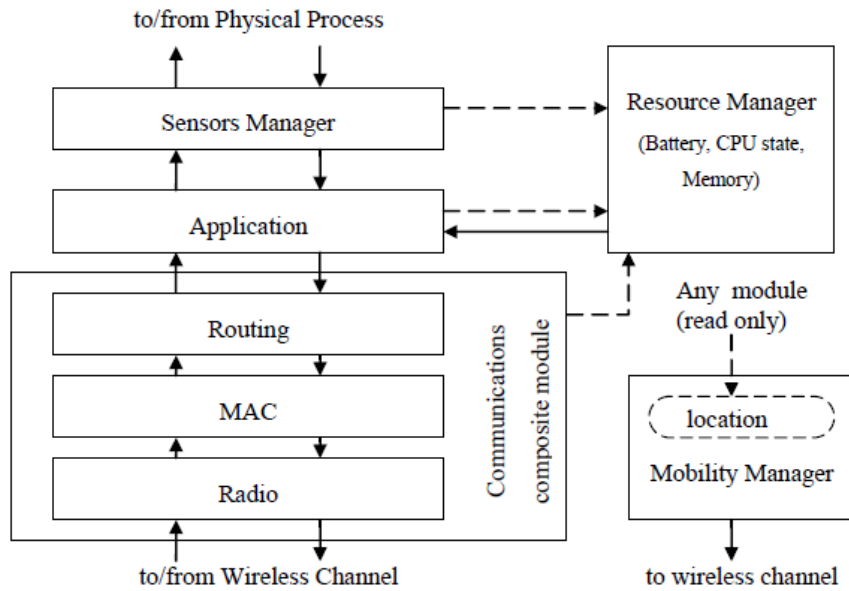 to/from Physical Process
Sensors Manager
Resource Manager
(Battery, CPU state,
Memory)
Application
Routing
MAC
Radio
Communications
composite module
Any module
(read only)
location
Mobility Manager
to/from Wireless Channel
to wireless channel